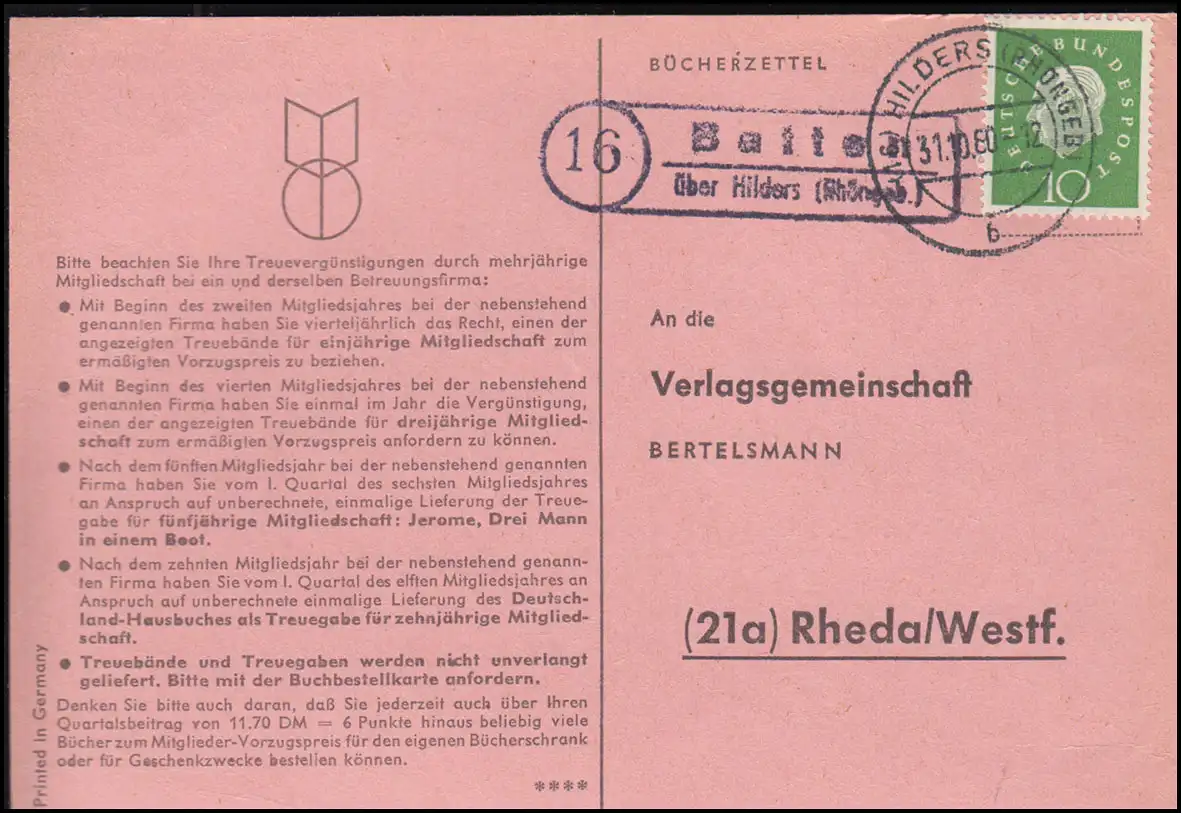 Bitte beachten Sie Ihre Treuevergünstigungen durch mehrjährige
Mitgliedschaft bei ein und derselben Betreuungsfirma:
● Mit Beginn des zweiten Mitgliedsjahres bei der nebenstehend
genannten Firma haben Sie vierteljährlich das Recht, einen der
angezeigten Treuebände für einjährige Mitgliedschaft zum
ermäßigten Vorzugspreis zu beziehen.
● Mit Beginn des vierten Mitgliedsjahres bei der nebenstehend
genannten Firma haben Sie einmal im Jahr die Vergünstigung,
einen der angezeigten Treuebände für dreijährige Mitglied-
schaft zum ermäßigten Vorzugspreis anfordern zu können.
● Nach dem fünften Mitgliedsjahr bei der nebenstehend genannten
Firma haben Sie vom I. Quartal des sechsten Mitgliedsjahres
an Anspruch auf unberechnete, einmalige Lieferung der Treue-
gabe für fünfjährige Mitgliedschaft: Jerome, Drei Mann
in einem Boot.
● Nach dem zehnten Mitgliedsjahr bei der nebenstehend genann-
ten Firma haben Sie vom I. Quartal des elften Mitgliedsjahres an
Anspruch auf unberechnete einmalige Lieferung des Deutsch-
land-Hausbuches als Treuegabe für zehnjährige Mitglied-
schaft.
● Treuebände und Treuegaben werden nicht unverlangt
geliefert. Bitte mit der Buchbestellkarte anfordern.
Denken Sie bitte auch daran, daß Sie jederzeit auch über Ihren
Quartalsbeitrag von 11.70 DM = 6 Punkte hinaus beliebig viele
Bücher zum Mitglieder-Vorzugspreis für den eigenen Bücherschrank
oder für Geschenkzwecke bestellen können.
****
Printed in Germany
BÜCHERZETTEL
16
Batten
über Hilders (Rhöngeb.)
HILDERS (RHÖNGEB)
31.10.60-12
b
DEUTSCHE BUNDESPOST
10
An die
Verlagsgemeinschaft
BERTELSMANN
(21a) Rheda/Westf.